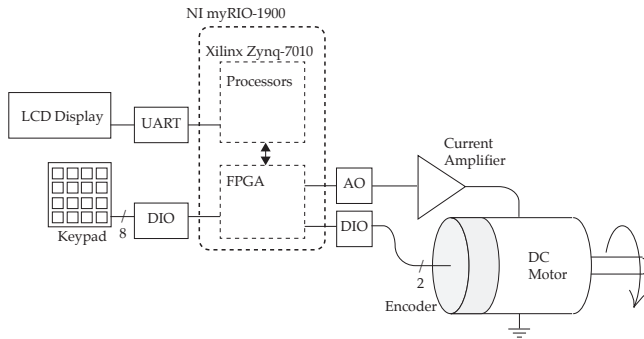 NI myRIO-1900
Xilinx Zynq-7010
Processors
LCD Display
UART
Current
Amplifier
FPGA
AO
DIO
8
Keypad
DIO
2
Encoder
DC
Motor